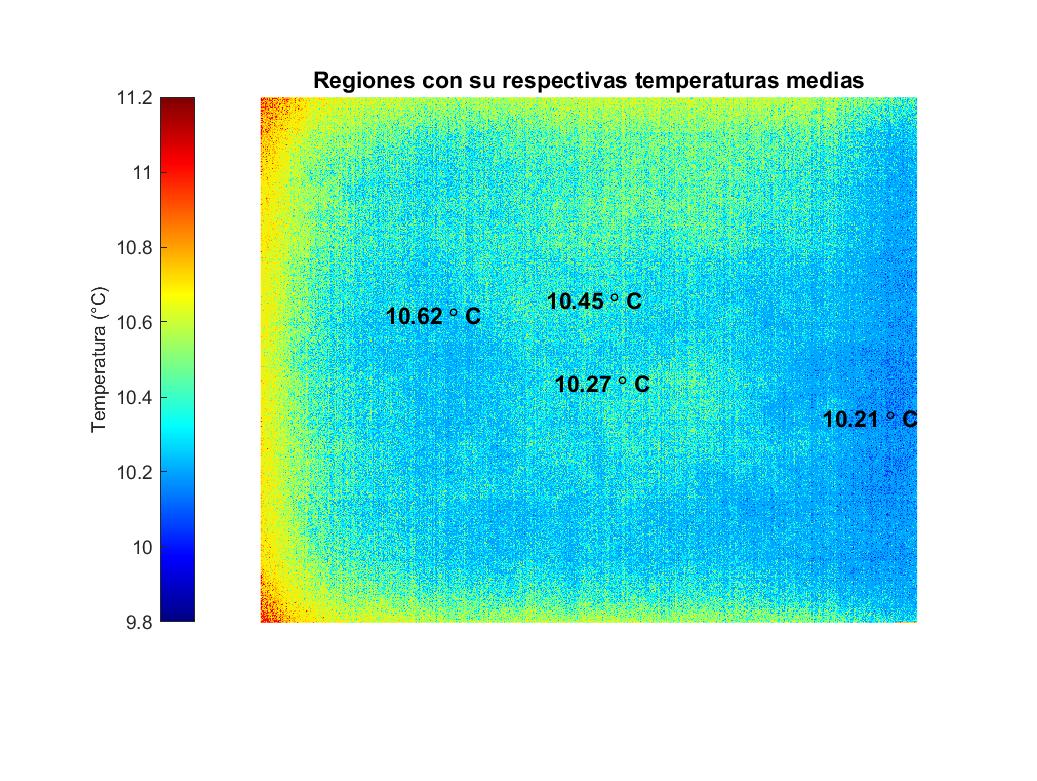 Regiones con su respectivas temperaturas medias
11.2
11
10.8
10.6
10.4
10.2
10
9.8
Temperatura (°C)
10.62 ° C
10.45 ° C
10.27 ° C
10.21 ° C